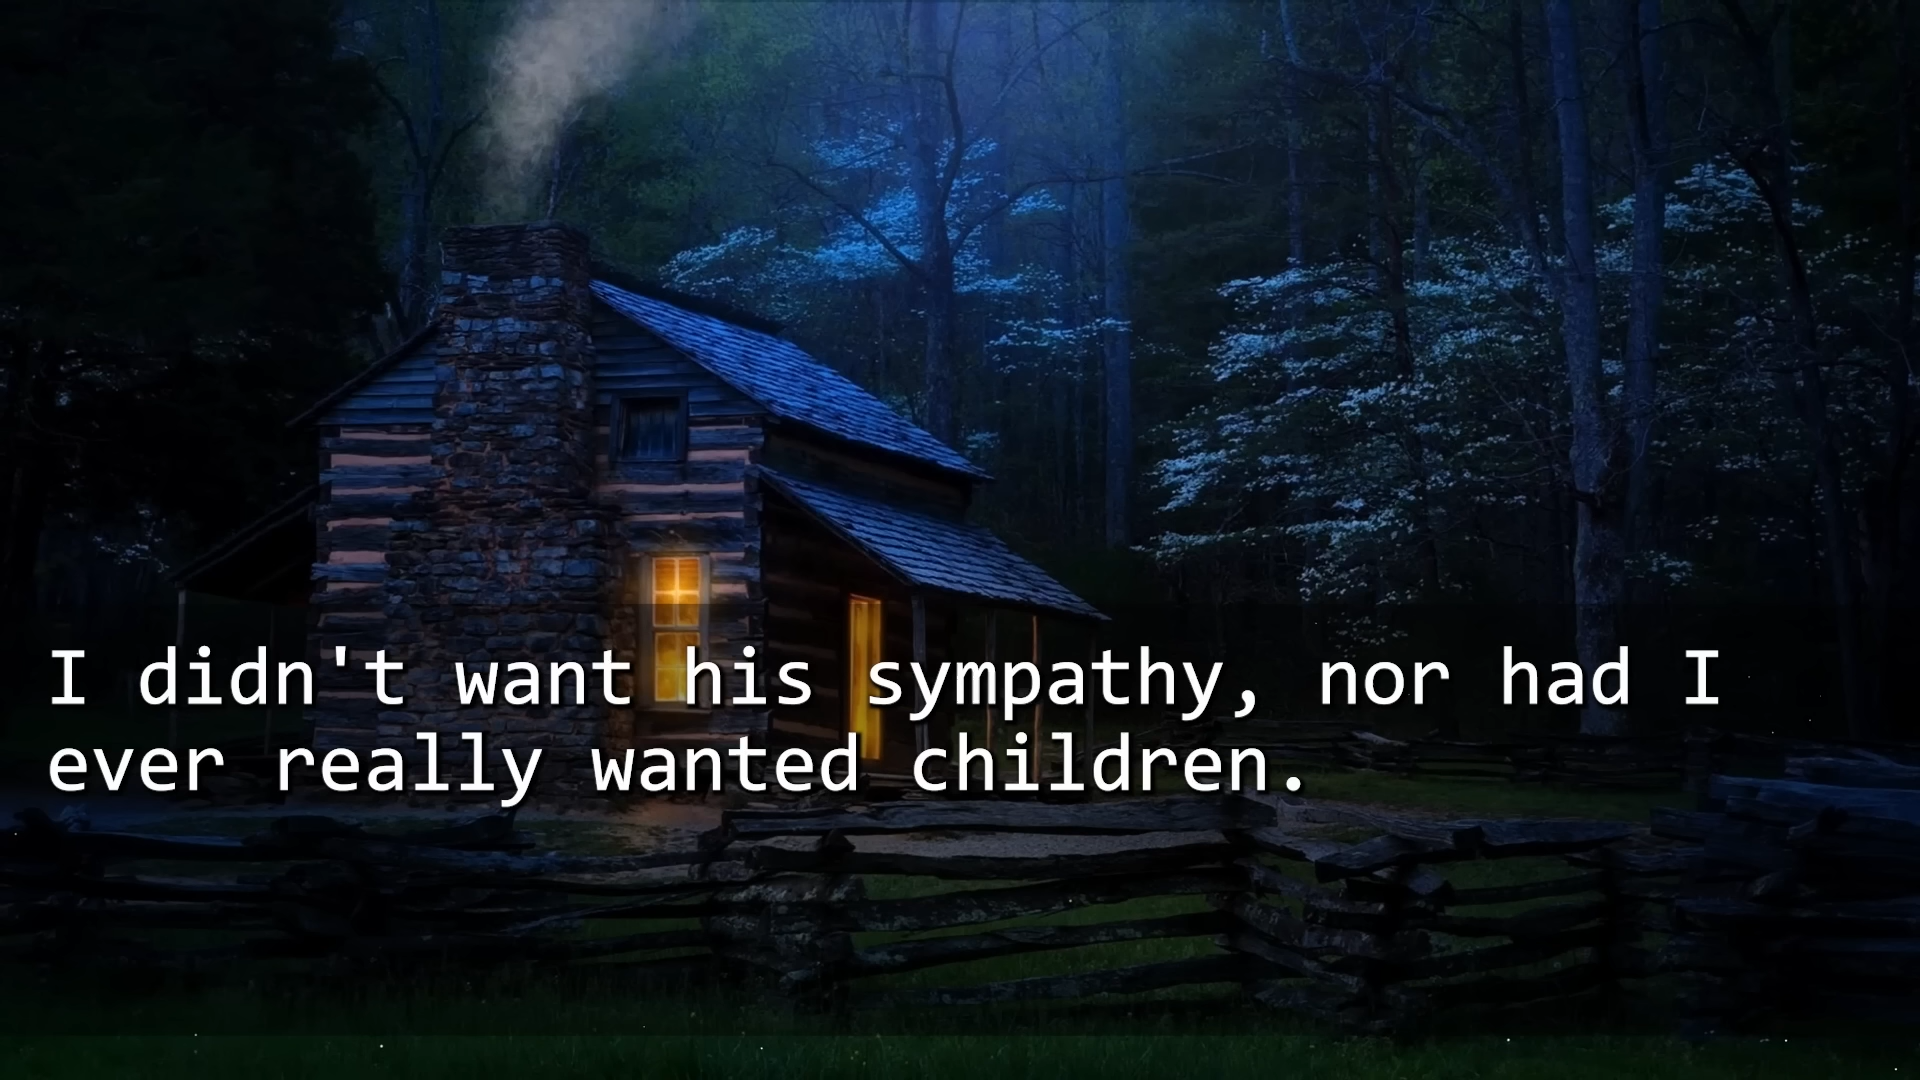 I didn't want his sympathy, nor had I
ever really wanted children.